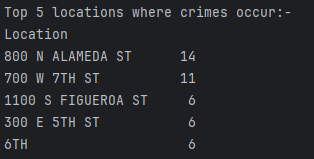 Top 5 locations where crimes occur:-
Location
800 N ALAMEDA ST      14
700 W 7TH ST          11
1100 S FIGUEROA ST     6
300 E 5TH ST           6
6TH                    6